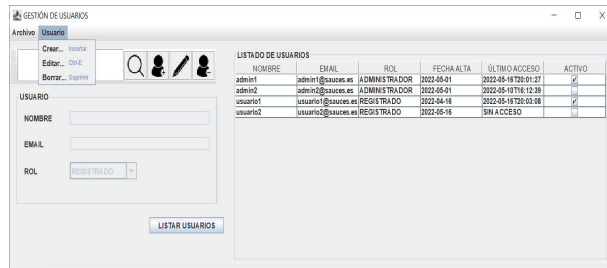 GESTIÓN DE USUARIOS
Archivo Usuario
Crear... Insertar
Editar... Ctrl-E
Borrar... Suprimir
USUARIO
NOMBRE
EMAIL
ROL REGISTRADO
LISTAR USUARIOS
LISTADO DE USUARIOS
NOMBRE EMAIL ROL FECHA ALTA ÚLTIMO ACCESO ACTIVO
admin1 admin1@sauces.es ADMINISTRADOR 2022-05-01 2022-05-16T20:01:27
admin2 admin2@sauces.es ADMINISTRADOR 2022-05-01 2022-05-10T16:12:39
usuario1 usuario1@sauces.es REGISTRADO 2022-04-16 2022-05-16T20:03:08
usuario2 usuario2@sauces.es REGISTRADO 2022-05-16 SIN ACCESO